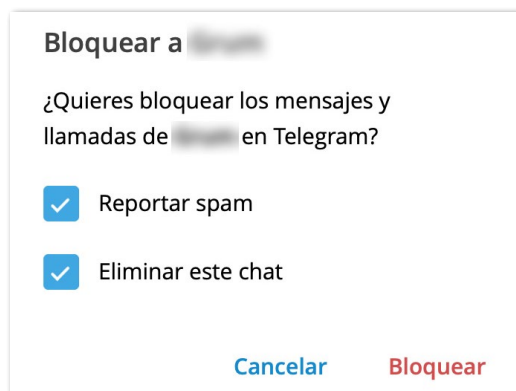 Bloquear a
¿Quieres bloquear los mensajes y
llamadas de en Telegram?
Reportar spam
Eliminar este chat
Cancelar Bloquear